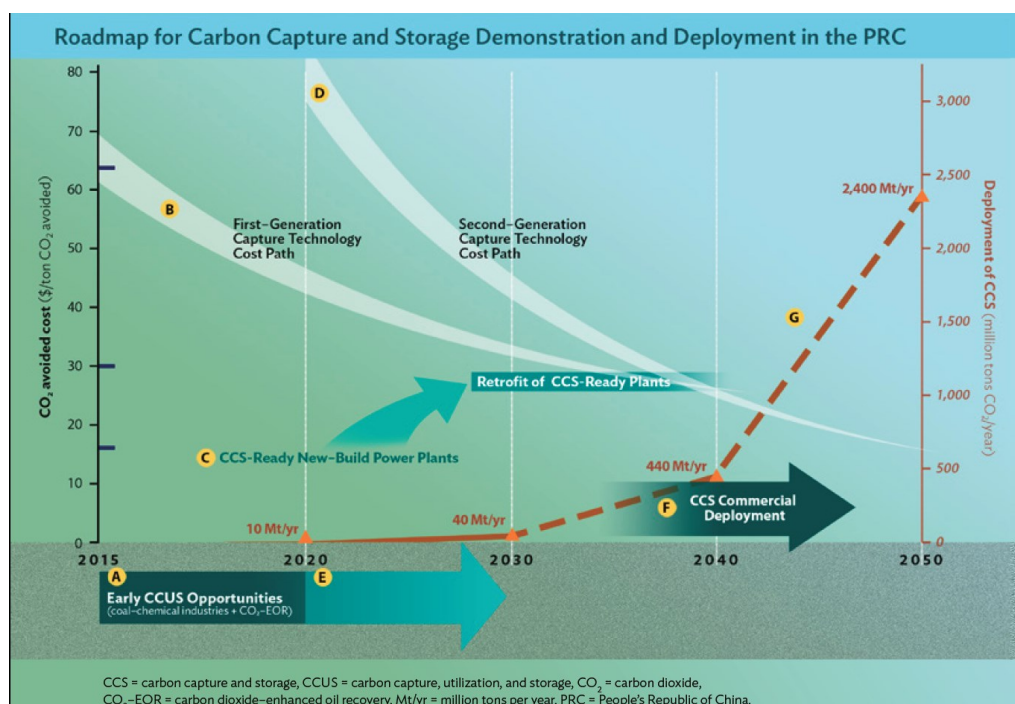 Roadmap for Carbon Capture and Storage Demonstration and Deployment in the PRC
80
70
60
50
40
30
20
10
0
CO₂ avoided cost ($/ton CO₂ avoided)
3,000
2,500
2,000
1,500
1,000
500
0
Deployment of CCS (million tons CO₂/year)
D
B
First–Generation
Capture Technology
Cost Path
Second–Generation
Capture Technology
Cost Path
2,400 Mt/yr
G
Retrofit of CCS-Ready Plants
C CCS-Ready New-Build Power Plants
440 Mt/yr
F
CCS Commercial
Deployment
10 Mt/yr
40 Mt/yr
2015 2020 2030 2040 2050
A
E
Early CCUS Opportunities
(coal–chemical industries + CO₂–EOR)
CCS = carbon capture and storage, CCUS = carbon capture, utilization, and storage, CO₂ = carbon dioxide,
CO₂–EOR = carbon dioxide–enhanced oil recovery, Mt/yr = million tons per year, PRC = People's Republic of China.